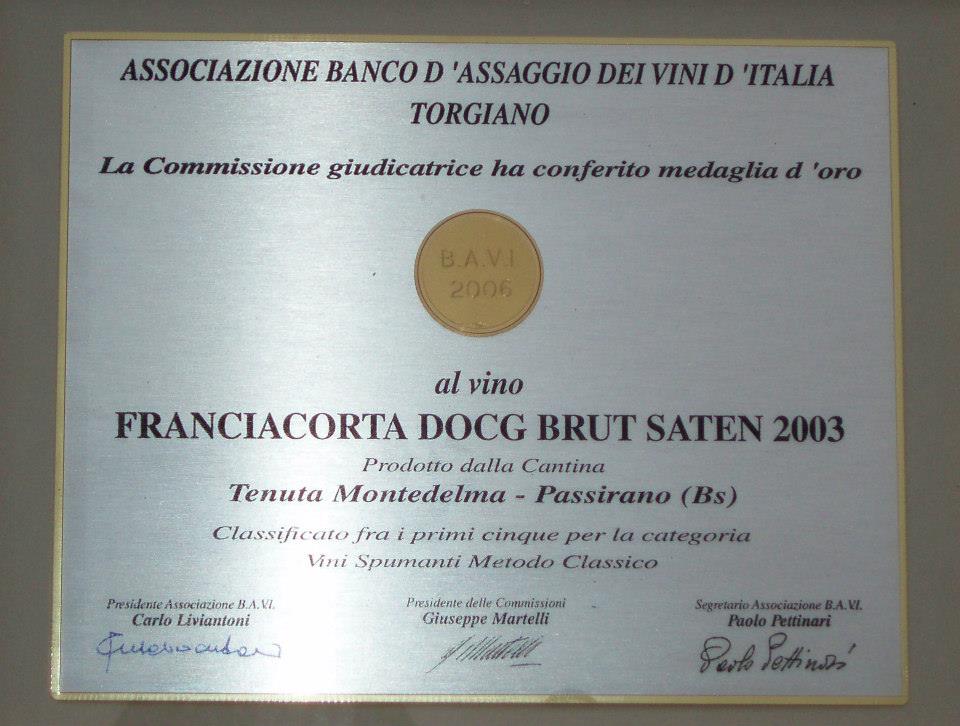 ASSOCIAZIONE BANCO D 'ASSAGGIO DEI VINI D 'ITALIA
TORGIANO
La Commissione giudicatrice ha conferito medaglia d 'oro
B.A.V.I.
2006
al vino
FRANCIACORTA DOCG BRUT SATEN 2003
Prodotto dalla Cantina
Tenuta Montedelma - Passirano (Bs)
Classificato fra i primi cinque per la categoria
Vini Spumanti Metodo Classico
Presidente Associazione B.A.V.I.
Carlo Liviantoni
Presidente delle Commissioni
Giuseppe Martelli
Segretario Associazione B.A.V.I.
Paolo Pettinari
Paolo Pettinari